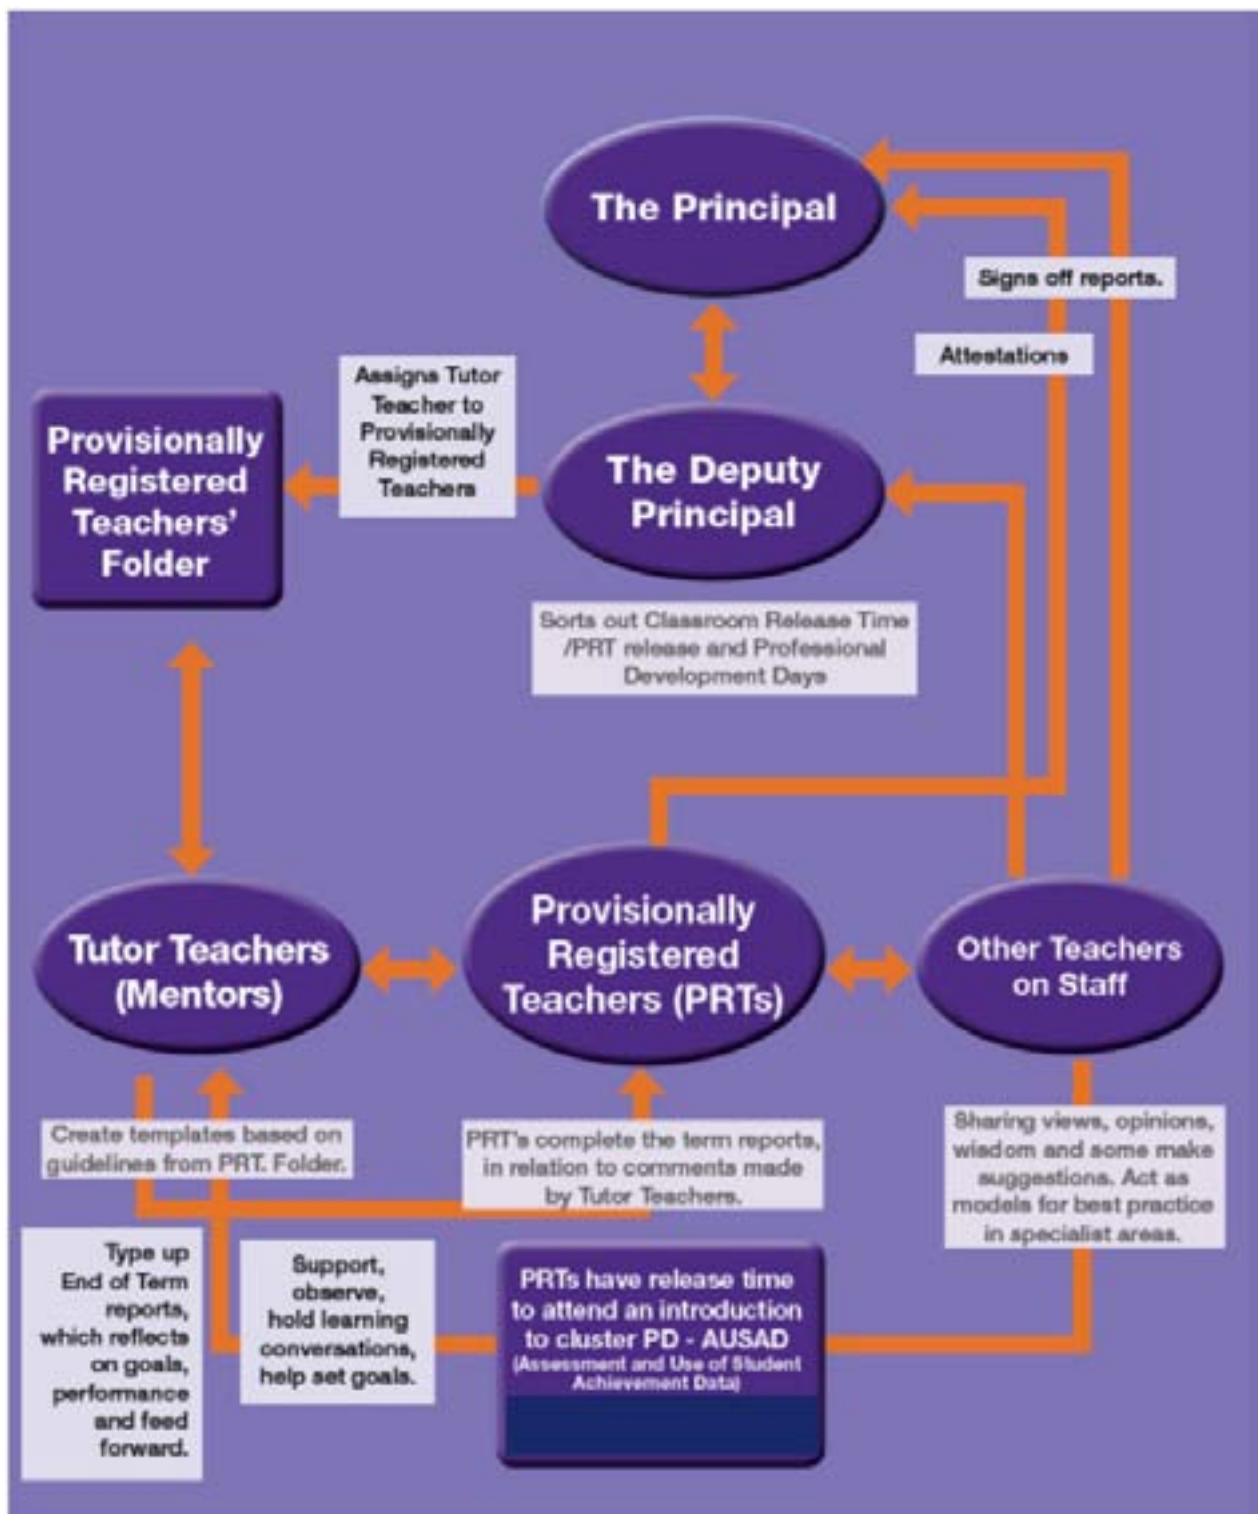 The Principal
Signs off reports.
Attestations
Assigns Tutor
Teacher to
Provisionally
Registered
Teachers
Provisionally
Registered
Teachers'
Folder
The Deputy
Principal
Sorts out Classroom Release Time
/PRT release and Professional
Development Days
Tutor Teachers
(Mentors)
Provisionally
Registered
Teachers (PRTs)
Other Teachers
on Staff
Create templates based on
guidelines from PRT. Folder.
PRT's complete the term reports,
in relation to comments made
by Tutor Teachers.
Sharing views, opinions,
wisdom and some make
suggestions. Act as
models for best practice
in specialist areas.
Type up
End of Term
reports,
which reflects
on goals,
performance
and feed
forward.
Support,
observe,
hold learning
conversations,
help set goals.
PRTs have release time
to attend an introduction
to cluster PD - AUSAD
(Assessment and Use of Student
Achievement Data)